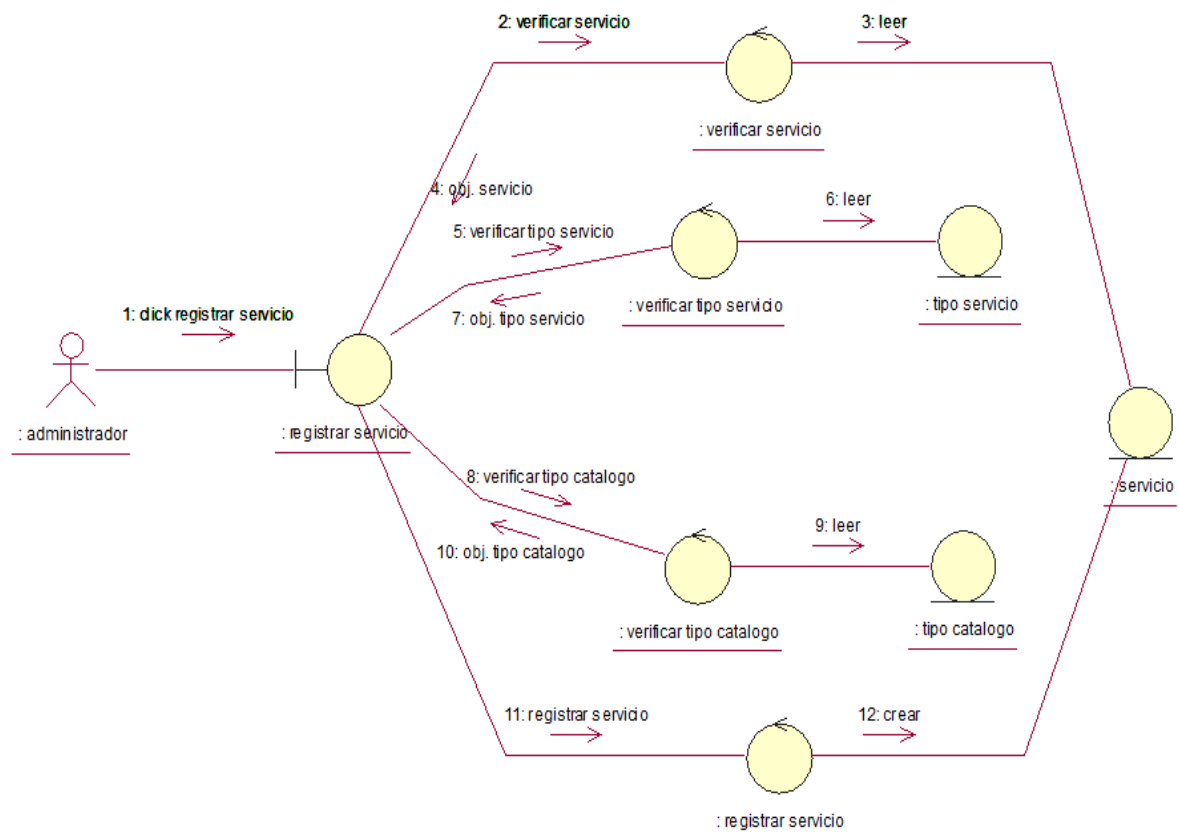 2: verificar servicio
3: leer
: verificar servicio
4: obj. servicio
6: leer
5: verificar tipo servicio
: verificar tipo servicio
: tipo servicio
7: obj. tipo servicio
1: click registrar servicio
: administrador
: registrar servicio
8: verificar tipo catalogo
: servicio
9: leer
10: obj. tipo catalogo
: verificar tipo catalogo
: tipo catalogo
11: registrar servicio
12: crear
: registrar servicio